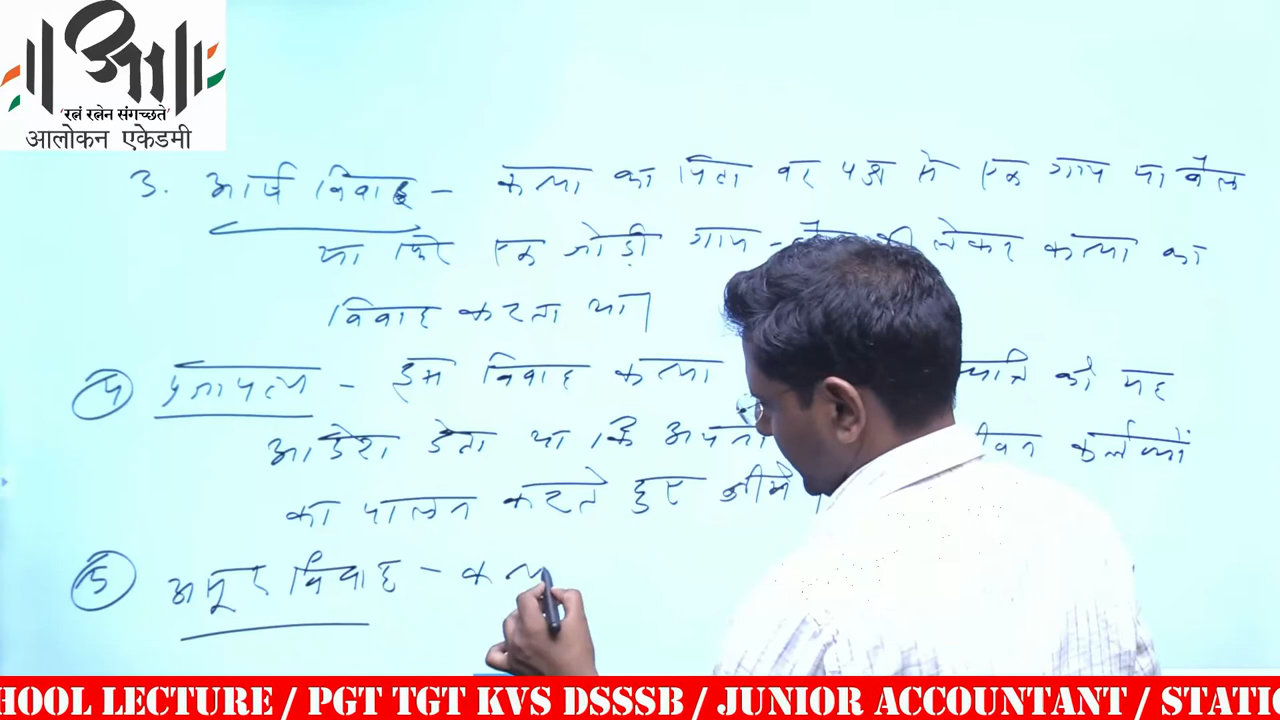 'रत्नं रत्नेन संगच्छते'
आलोकन एकेडमी
3. आर्ष विवाह - कन्या का पिता वर पक्ष से एक गाय या बैल
या फिर एक जोड़ी गाय - लेकर कन्या का
विवाह करता था।
④ प्रजापत्य - इस विवाह कन्या को यह
आदेश देता था कि अपना कर्तव्यों
का पालन करते हुए जीये
⑤ असूर विवाह - कन्
HOOL LECTURE / PGT TGT KVS DSSSB / JUNIOR ACCOUNTANT / STATIC